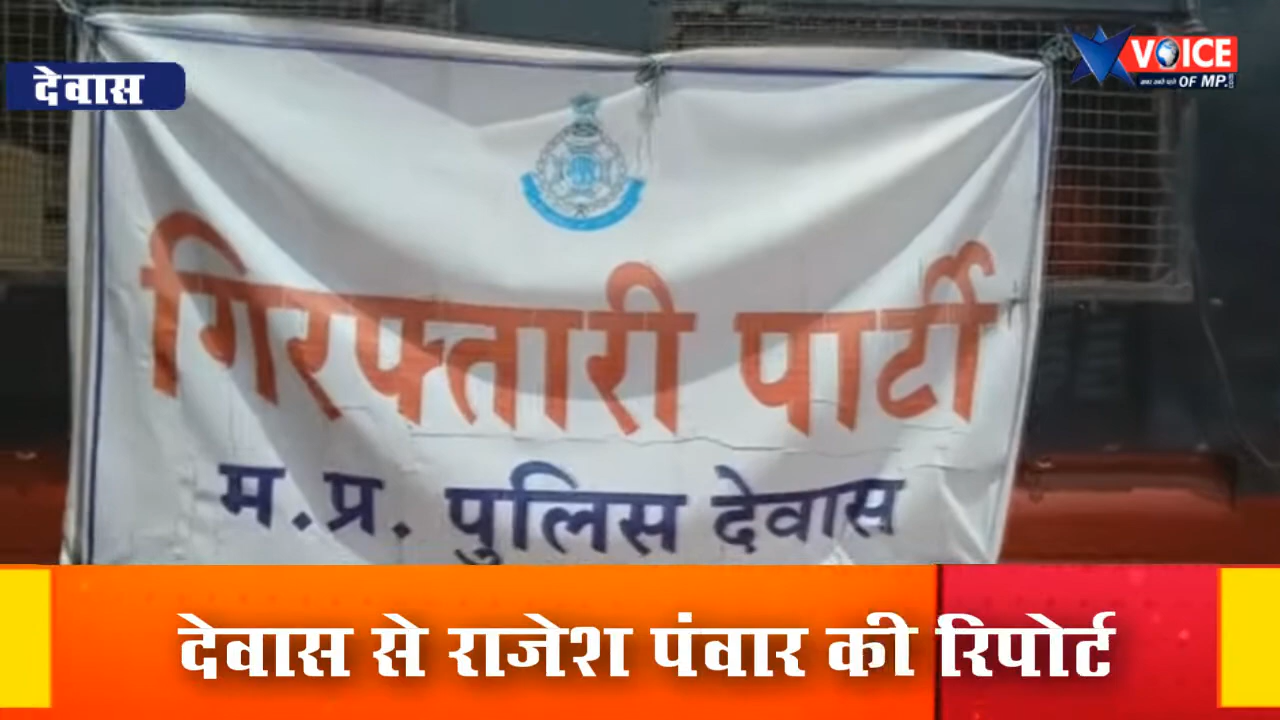 देवास
VOICE
OF MP.
गिरफ्तारी पार्टी
म.प्र. पुलिस देवास
देवास से राजेश पंवार की रिपोर्ट